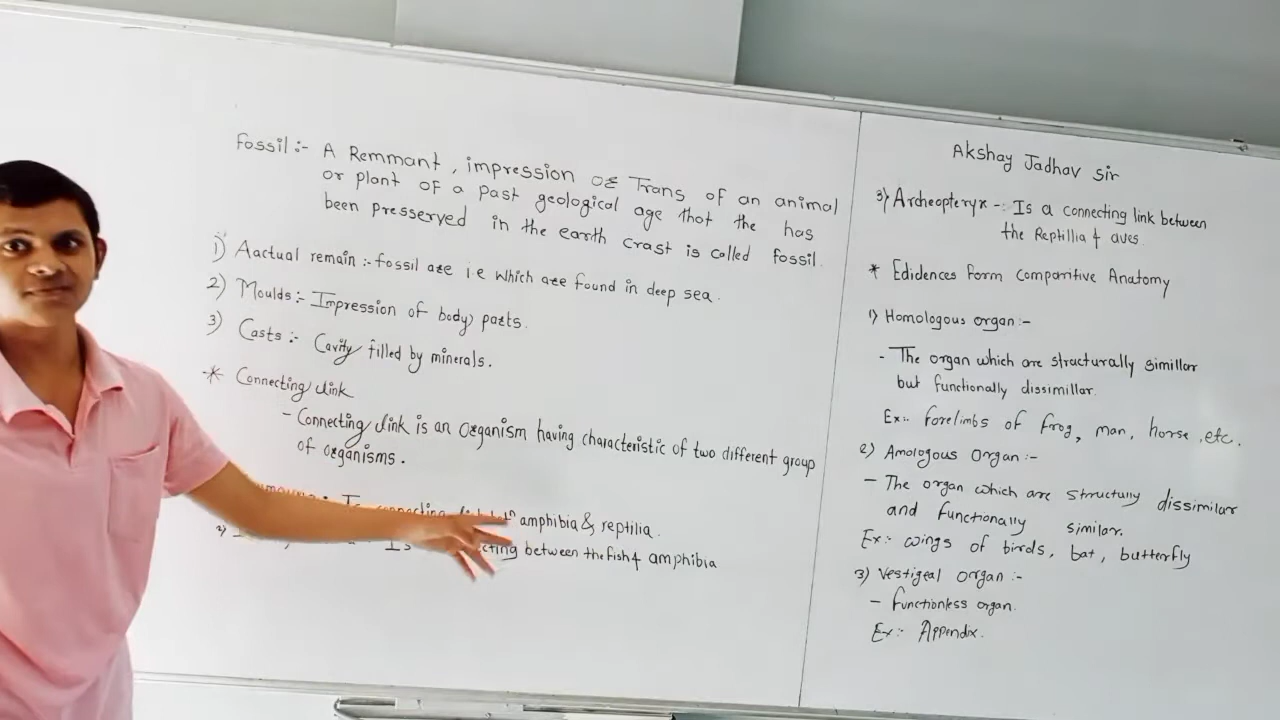 Fossil :- A Remmant, impression or Trans of an animal
or plant of a past geological age that the has
been presserved in the earth crast is called fossil.
1) Aactual remain :- fossil are i.e which are found in deep sea.
2) Moulds :- Impression of body parts.
3) Casts :- Cavity filled by minerals.
* Connecting link
- Connecting link is an organism having characteristic of two different group
of organisms.
amphibia & reptilia.
2) Is between the fish & amphibia
Akshay Jadhav sir
3) Archeopteryx - Is a connecting link between
the Reptillia & aves.
* Edidences form comparitive Anatomy
1) Homologous organ :-
- The organ which are structurally simillar
but functionally dissimillar.
Ex:- forelimbs of frog, man, horse, etc.
2) Amologous Organ :-
- The organ which are structully dissimilar
and functionally similar.
Ex:- wings of birds, bat, butterfly
3) Vestigeal organ :-
- functionless organ.
Ex:- Appendix.